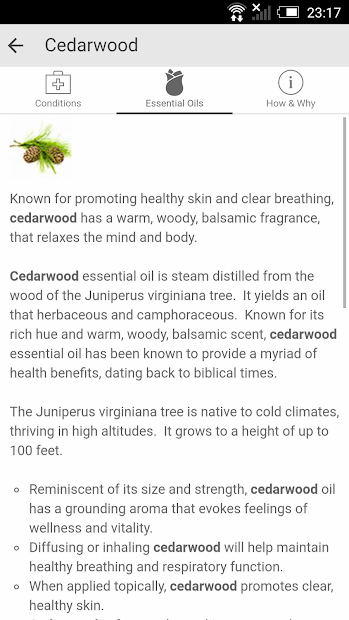 23:17
Cedarwood
Conditions
Essential Oils
How & Why
Known for promoting healthy skin and clear breathing,
cedarwood has a warm, woody, balsamic fragrance,
that relaxes the mind and body.
Cedarwood essential oil is steam distilled from the
wood of the Juniperus virginiana tree.  It yields an oil
that herbaceous and camphoraceous.  Known for its
rich hue and warm, woody, balsamic scent, cedarwood
essential oil has been known to provide a myriad of
health benefits, dating back to biblical times.
The Juniperus virginiana tree is native to cold climates,
thriving in high altitudes.  It grows to a height of up to
100 feet.
Reminiscent of its size and strength, cedarwood oil
has a grounding aroma that evokes feelings of
wellness and vitality.
Diffusing or inhaling cedarwood will help maintain
healthy breathing and respiratory function.
When applied topically, cedarwood promotes clear,
healthy skin.